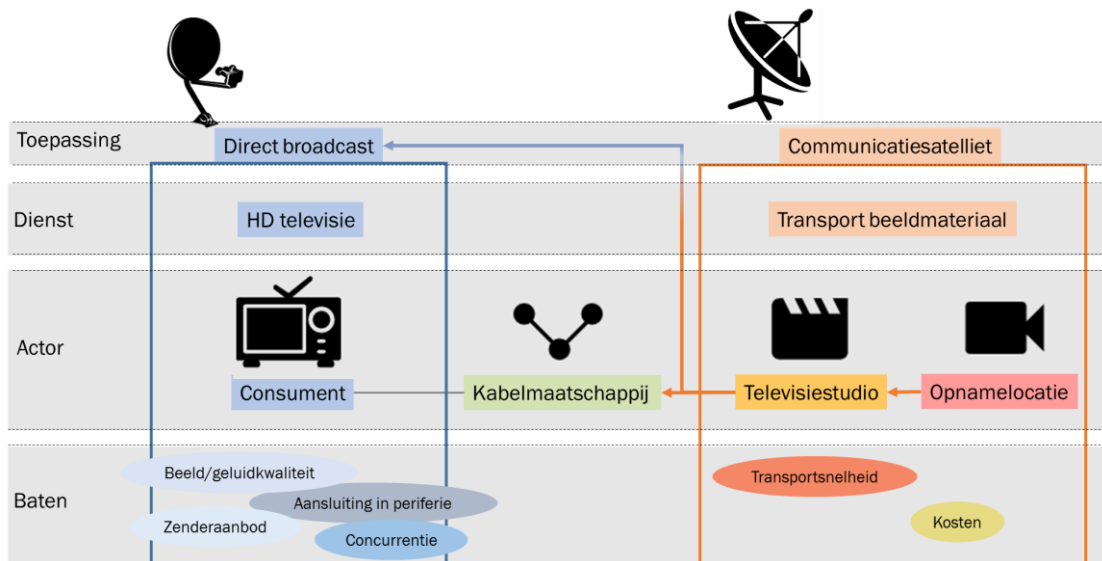 Toepassing
Direct broadcast
Communicatiesatelliet
Dienst
HD televisie
Transport beeldmateriaal
Actor
Consument
Kabelmaatschappij
Televisiestudio
Opnamelocatie
Baten
Beeld/geluidkwaliteit
Aansluiting in periferie
Zenderaanbod
Concurrentie
Transportsnelheid
Kosten